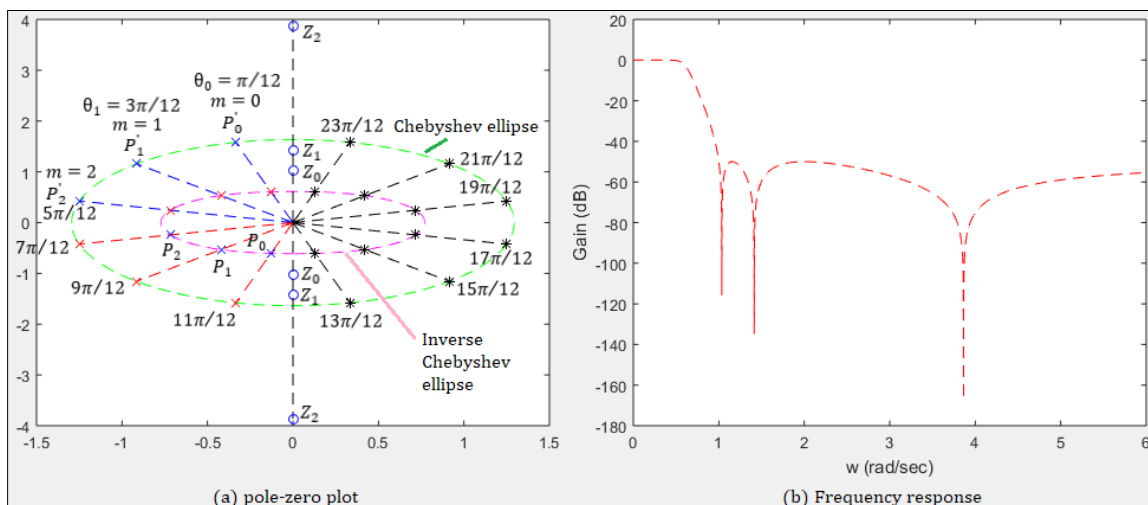 4
3
2
1
0
-1
-2
-3
-4
-1.5 -1 -0.5 0 0.5 1 1.5
Z₂
θ₀ = π/12
m = 0
P₀'
θ₁ = 3π/12
m = 1
P₁'
m = 2
P₂'
5π/12
7π/12
9π/12
11π/12
13π/12
15π/12
17π/12
19π/12
21π/12
23π/12
Chebyshev ellipse
Z₁
Z₀
P₀
P₁
P₂
Z₀
Z₁
Z₂
Inverse
Chebyshev
ellipse
(a) pole-zero plot
20
0
-20
-40
-60
-80
-100
-120
-140
-160
-180
Gain (dB)
0 1 2 3 4 5 6
w (rad/sec)
(b) Frequency response